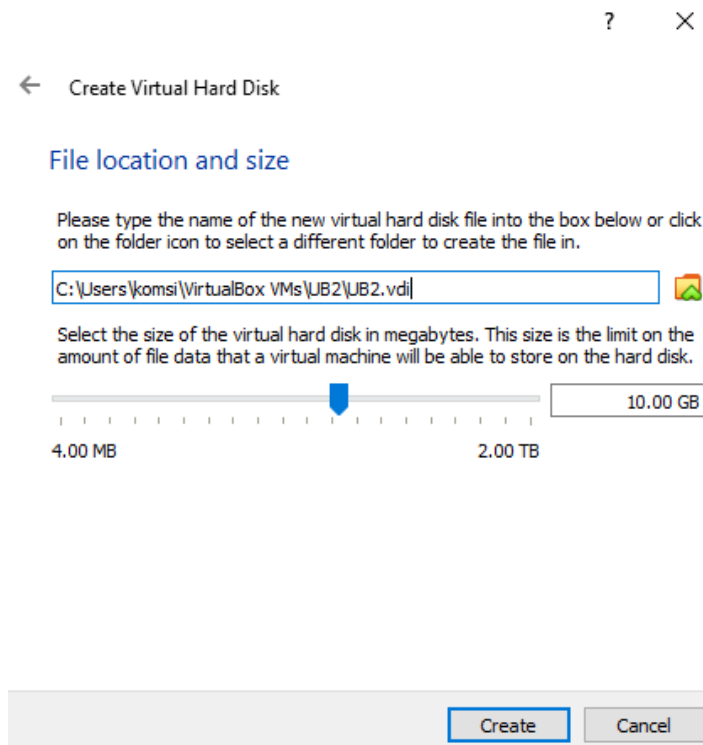 ?
Create Virtual Hard Disk
File location and size
Please type the name of the new virtual hard disk file into the box below or click
on the folder icon to select a different folder to create the file in.
C:\Users\komsi\VirtualBox VMs\UB2\UB2.vdi
Select the size of the virtual hard disk in megabytes. This size is the limit on the
amount of file data that a virtual machine will be able to store on the hard disk.
10.00 GB
4.00 MB 2.00 TB
Create Cancel